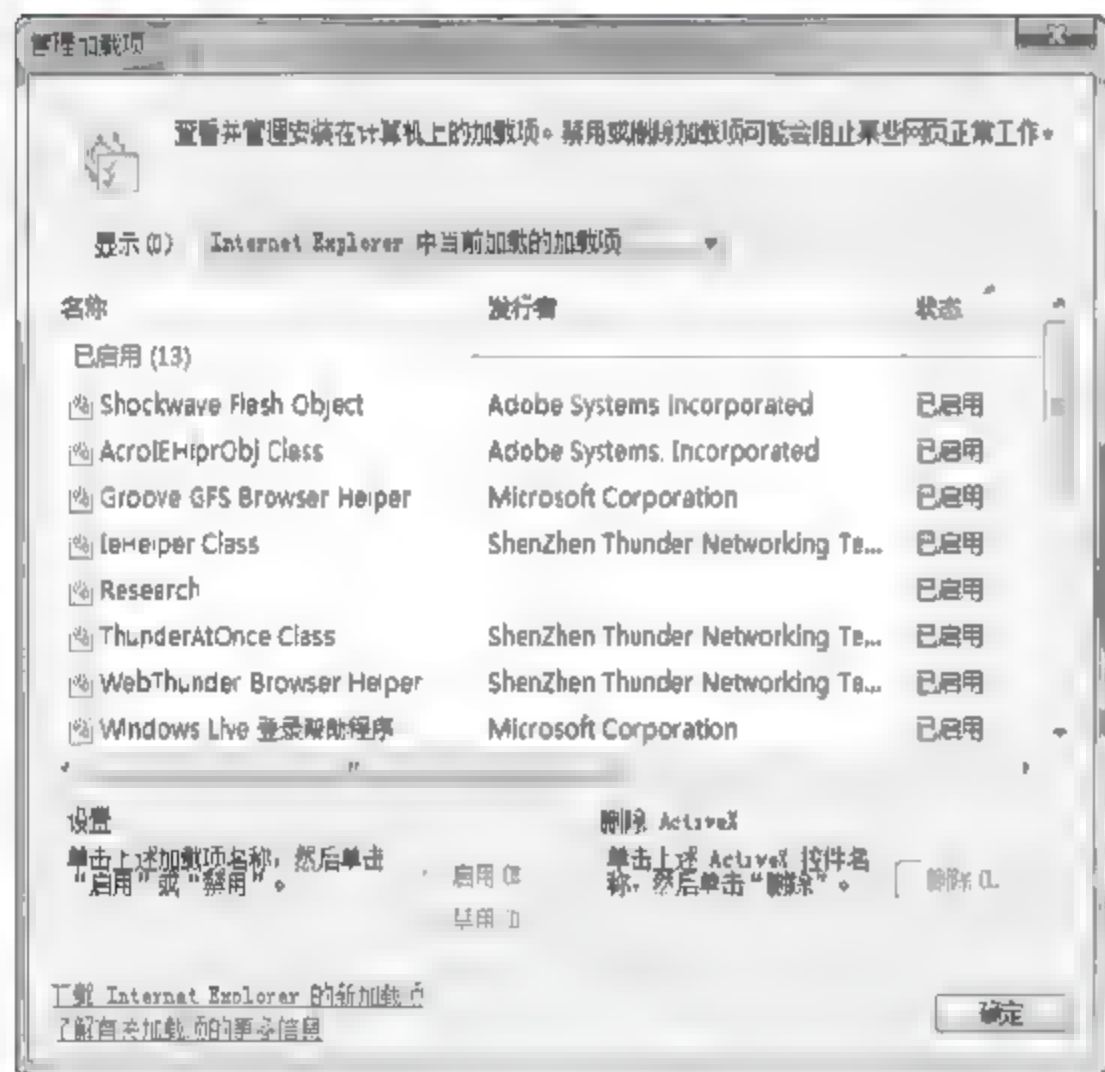 管理加载项
查看并管理安装在计算机上的加载项。禁用或删除加载项可能会阻止某些网页正常工作。
显示(D) Internet Explorer 中当前加载的加载项
名称 发行者 状态
已启用 (13)
Shockwave Flash Object Adobe Systems Incorporated 已启用
AcroIEHlprObj Class Adobe Systems, Incorporated 已启用
Groove GFS Browser Helper Microsoft Corporation 已启用
IeHelper Class ShenZhen Thunder Networking Te... 已启用
Research 已启用
ThunderAtOnce Class ShenZhen Thunder Networking Te... 已启用
WebThunder Browser Helper ShenZhen Thunder Networking Te... 已启用
Windows Live 登录帮助程序 Microsoft Corporation 已启用
设置 删除 ActiveX
单击上述加载项名称，然后单击 单击上述 ActiveX 控件名
“启用”或“禁用”。 启用 称，然后单击“删除”。 删除
禁用
下载 Internet Explorer 的新加载项
了解有关加载项的更多信息 确定